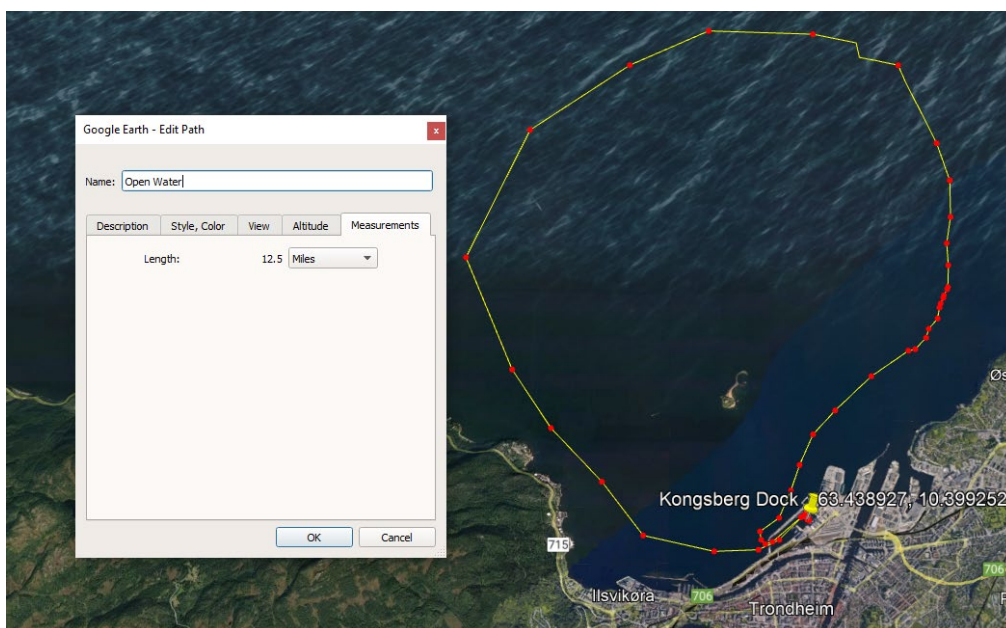 Google Earth - Edit Path
x
Name: Open Water
Description Style, Color View Altitude Measurements
Length: 12.5 Miles
OK Cancel
Øs
Kongsberg Dock - 63.438927, 10.399252
715
Ilsvikøra
706
Trondheim
706